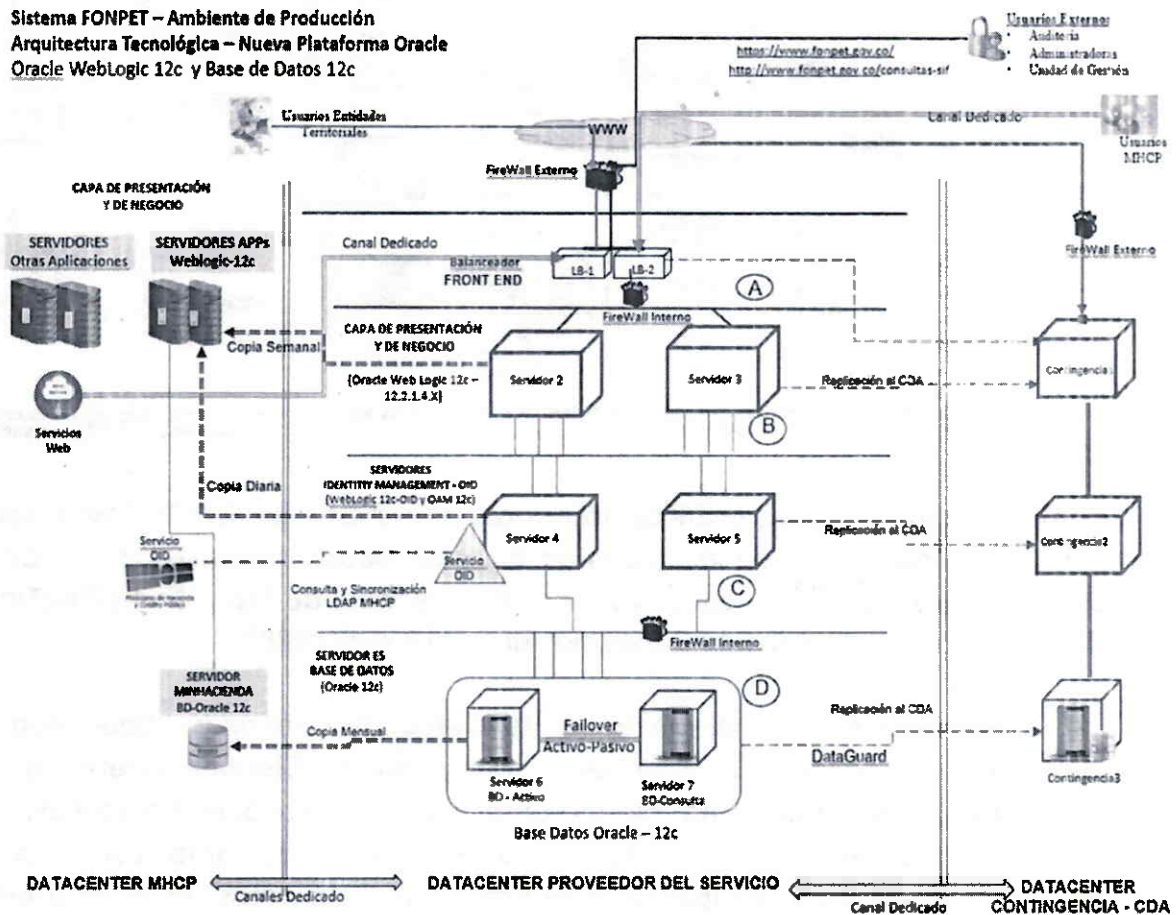 Sistema FONPET – Ambiente de Producción
Arquitectura Tecnológica – Nueva Plataforma Oracle
Oracle WebLogic 12c y Base de Datos 12c
https://www.fonpet.gov.co/
http://www.fonpet.gov.co/consultas-sif
Usuarios Externos
• Auditoria
• Administradoras
• Unidad de Gestión
Usuarios Entidades
Territoriales
WWW
Canal Dedicado
Usuarios
MHCP
FireWall Externo
CAPA DE PRESENTACIÓN
Y DE NEGOCIO
SERVIDORES
Otras Aplicaciones
SERVIDORES APPs
Weblogic-12c
Canal Dedicado
Balanceador
FRONT END
LB-1
LB-2
FireWall Externo
A
FireWall Interno
Copia Semanal
CAPA DE PRESENTACIÓN
Y DE NEGOCIO
(Oracle Web Logic 12c –
12.2.1.4.X)
Servidor 2
Servidor 3
Replicación al CDA
Contingencia1
B
Servicios
Web
Copia Diaria
SERVIDORES
IDENTITY MANAGEMENT - OID
(WebLogic 12c-OID y OAM 12c)
Servidor 4
Servidor 5
Replicación al CDA
Contingencia2
Servicio
OID
Servicio
OID
Consulta y Sincronización
LDAP MHCP
C
FireWall Interno
SERVIDOR ES
BASE DE DATOS
(Oracle 12c)
SERVIDOR
MINHACIENDA
BD-Oracle 12c
D
Replicación al CDA
Copia Mensual
Failover
Activo-Pasivo
DataGuard
Servidor 6
BD - Activo
Servidor 7
BD-Consulta
Contingencia3
Base Datos Oracle – 12c
DATACENTER MHCP
Canales Dedicado
DATACENTER PROVEEDOR DEL SERVICIO
Canal Dedicado
DATACENTER
CONTINGENCIA - CDA